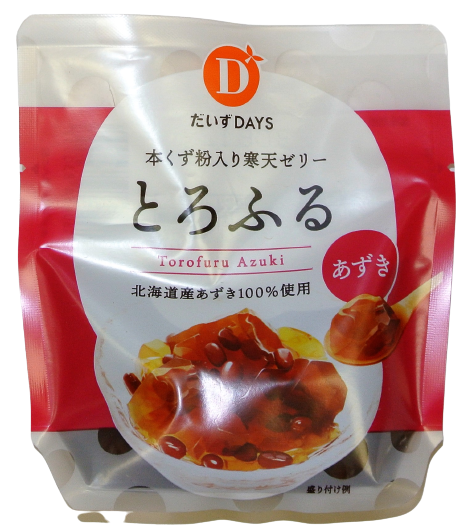 D
だいずDAYS
本くず粉入り寒天ゼリー
とろふる
Torofuru Azuki
あずき
北海道産あずき100%使用
盛り付け例